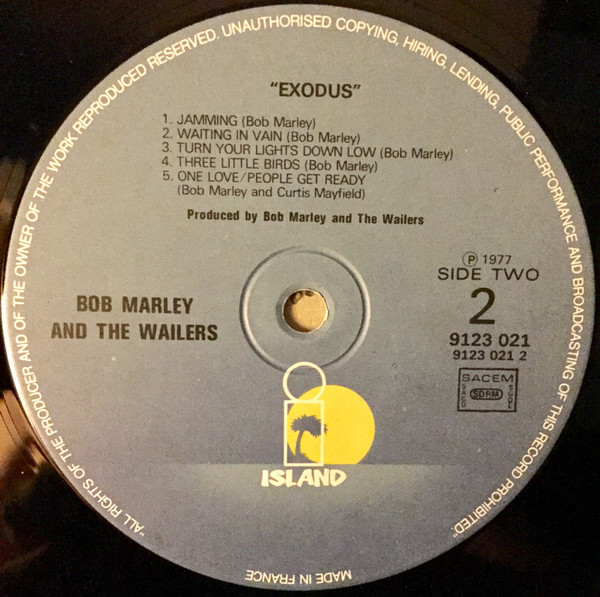 "ALL RIGHTS OF THE PRODUCER AND OF THE OWNER OF THE WORK REPRODUCED RESERVED. UNAUTHORISED COPYING, HIRING, LENDING, PUBLIC PERFORMANCE AND BROADCASTING OF THIS RECORD PROHIBITED."
"EXODUS"
1. JAMMING (Bob Marley)
2. WAITING IN VAIN (Bob Marley)
3. TURN YOUR LIGHTS DOWN LOW (Bob Marley)
4. THREE LITTLE BIRDS (Bob Marley)
5. ONE LOVE/PEOPLE GET READY
(Bob Marley and Curtis Mayfield)
Produced by Bob Marley and The Wailers
BOB MARLEY
AND THE WAILERS
Ⓟ 1977
SIDE TWO
2
9123 021
9123 021 2
SACEM
SACD
SDRM
SGDL
ISLAND
MADE IN FRANCE